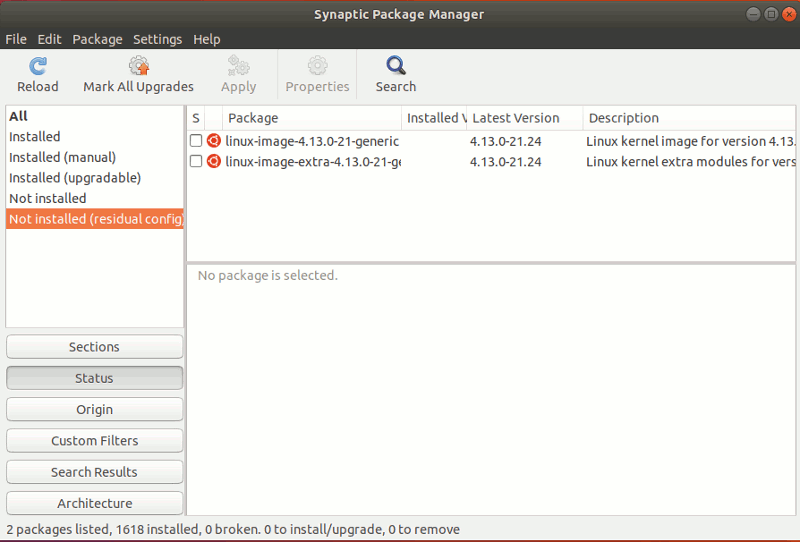 Synaptic Package Manager
File Edit Package Settings Help
Reload Mark All Upgrades Apply Properties Search
All
Installed
Installed (manual)
Installed (upgradable)
Not installed
Not installed (residual config)
S Package Installed V Latest Version Description
linux-image-4.13.0-21-generic 4.13.0-21.24 Linux kernel image for version 4.13.
linux-image-extra-4.13.0-21-ge 4.13.0-21.24 Linux kernel extra modules for vers
No package is selected.
Sections
Status
Origin
Custom Filters
Search Results
Architecture
2 packages listed, 1618 installed, 0 broken. 0 to install/upgrade, 0 to remove